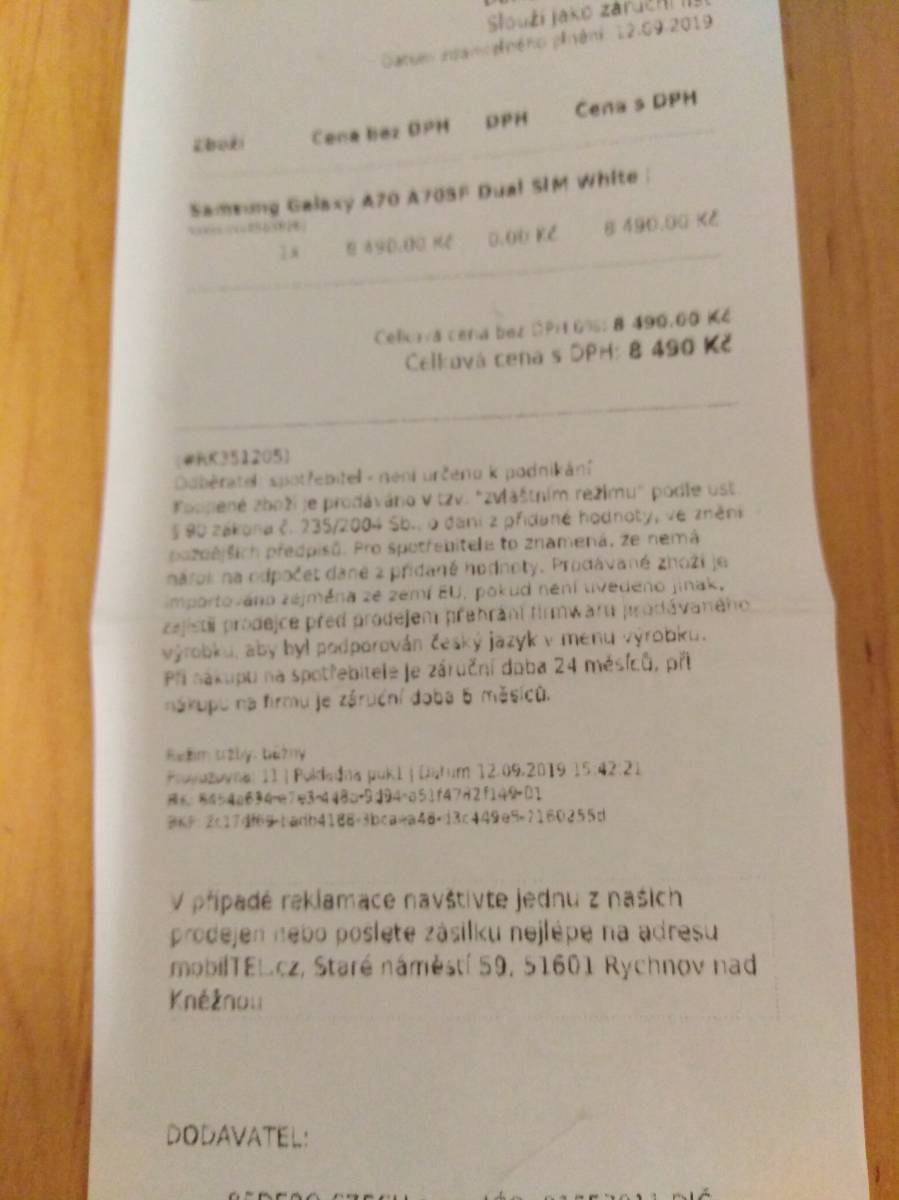 Slouží jako záruční list
Datum zdanitelného plnění: 12.09.2019
Zboží Cena bez DPH DPH Cena s DPH
Samsung Galaxy A70 A705F Dual SIM White
1x 8 490.00 Kč 0.00 Kč 8 490.00 Kč
Celková cena bez DPH 0%: 8 490.00 Kč
Celková cena s DPH: 8 490 Kč
(#RK351205)
Odběratel: spotřebitel - není určeno k podnikání
Koupené zboží je prodáváno v tzv. "zvláštním režimu" podle ust.
§ 90 zákona č. 235/2004 Sb., o dani z přidané hodnoty, ve znění
pozdějších předpisů. Pro spotřebitele to znamená, že nemá
nárok na odpočet daně z přidané hodnoty. Prodávané zboží je
importováno zejména ze zemí EU, pokud není uvedeno jinak,
zajistil prodejce před prodejem přehrání firmwaru prodávaného
výrobku, aby byl podporován český jazyk v menu výrobku.
Při nákupu na spotřebitele je záruční doba 24 měsíců, při
nákupu na firmu je záruční doba 6 měsíců.
Režim tržby: běžný
Provozovna: 11 | Pokladna pok1 | Datum 12.09.2019 15:42:21
BKP:
V případě reklamace navštivte jednu z našich
prodejen nebo pošlete zásilku nejlépe na adresu
mobilTEL.cz, Staré náměstí 59, 51601 Rychnov nad
Kněžnou
DODAVATEL: